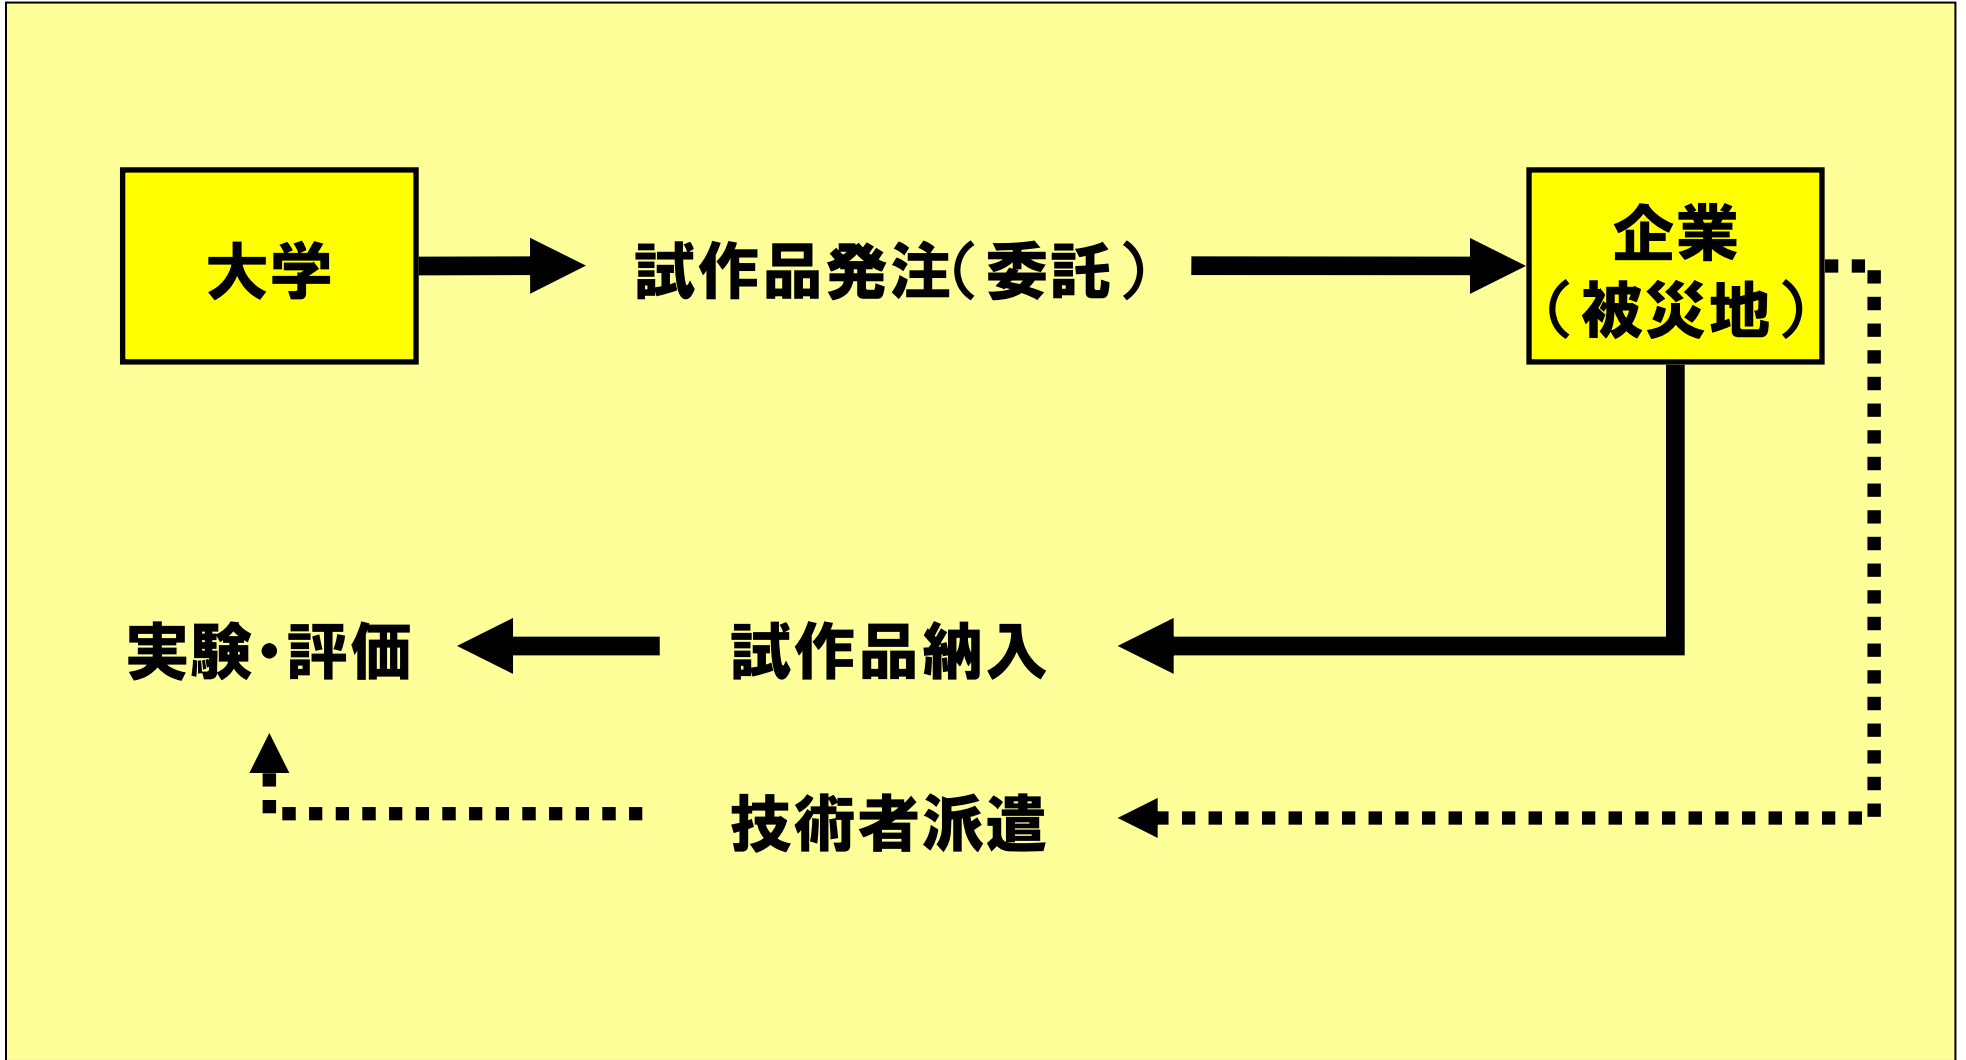 大学
試作品発注(委託)
企業
(被災地)
実験・評価
試作品納入
技術者派遣